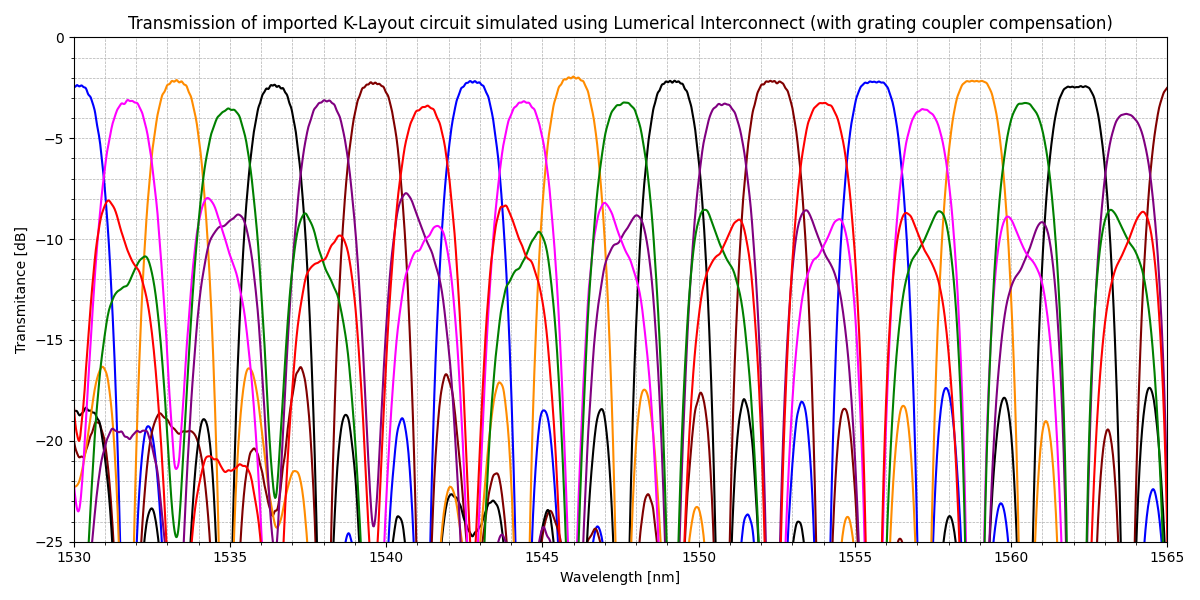 Transmission of imported K-Layout circuit simulated using Lumerical Interconnect (with grating coupler compensation)
Transmitance [dB]
0
−5
−10
−15
−20
−25
1530 1535 1540 1545 1550 1555 1560 1565
Wavelength [nm]